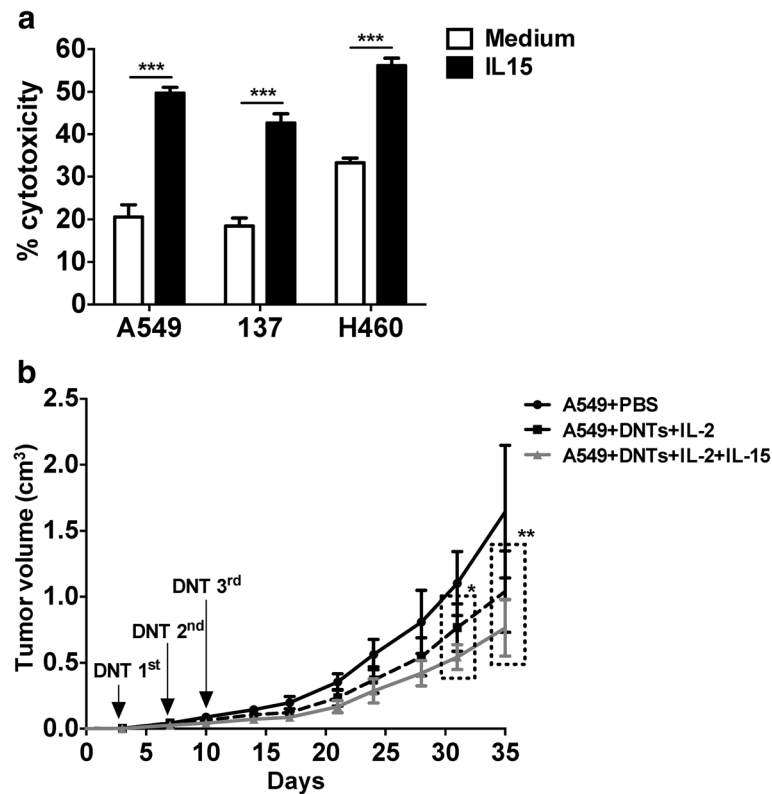 a
Medium
IL15
% cytotoxicity
60
50
40
30
20
10
0
***
***
***
A549 137 H460
b
Tumor volume (cm³)
2.5
2.0
1.5
1.0
0.5
0.0
A549+PBS
A549+DNTs+IL-2
A549+DNTs+IL-2+IL-15
**
*
DNT 3rd
DNT 2nd
DNT 1st
0 5 10 15 20 25 30 35
Days